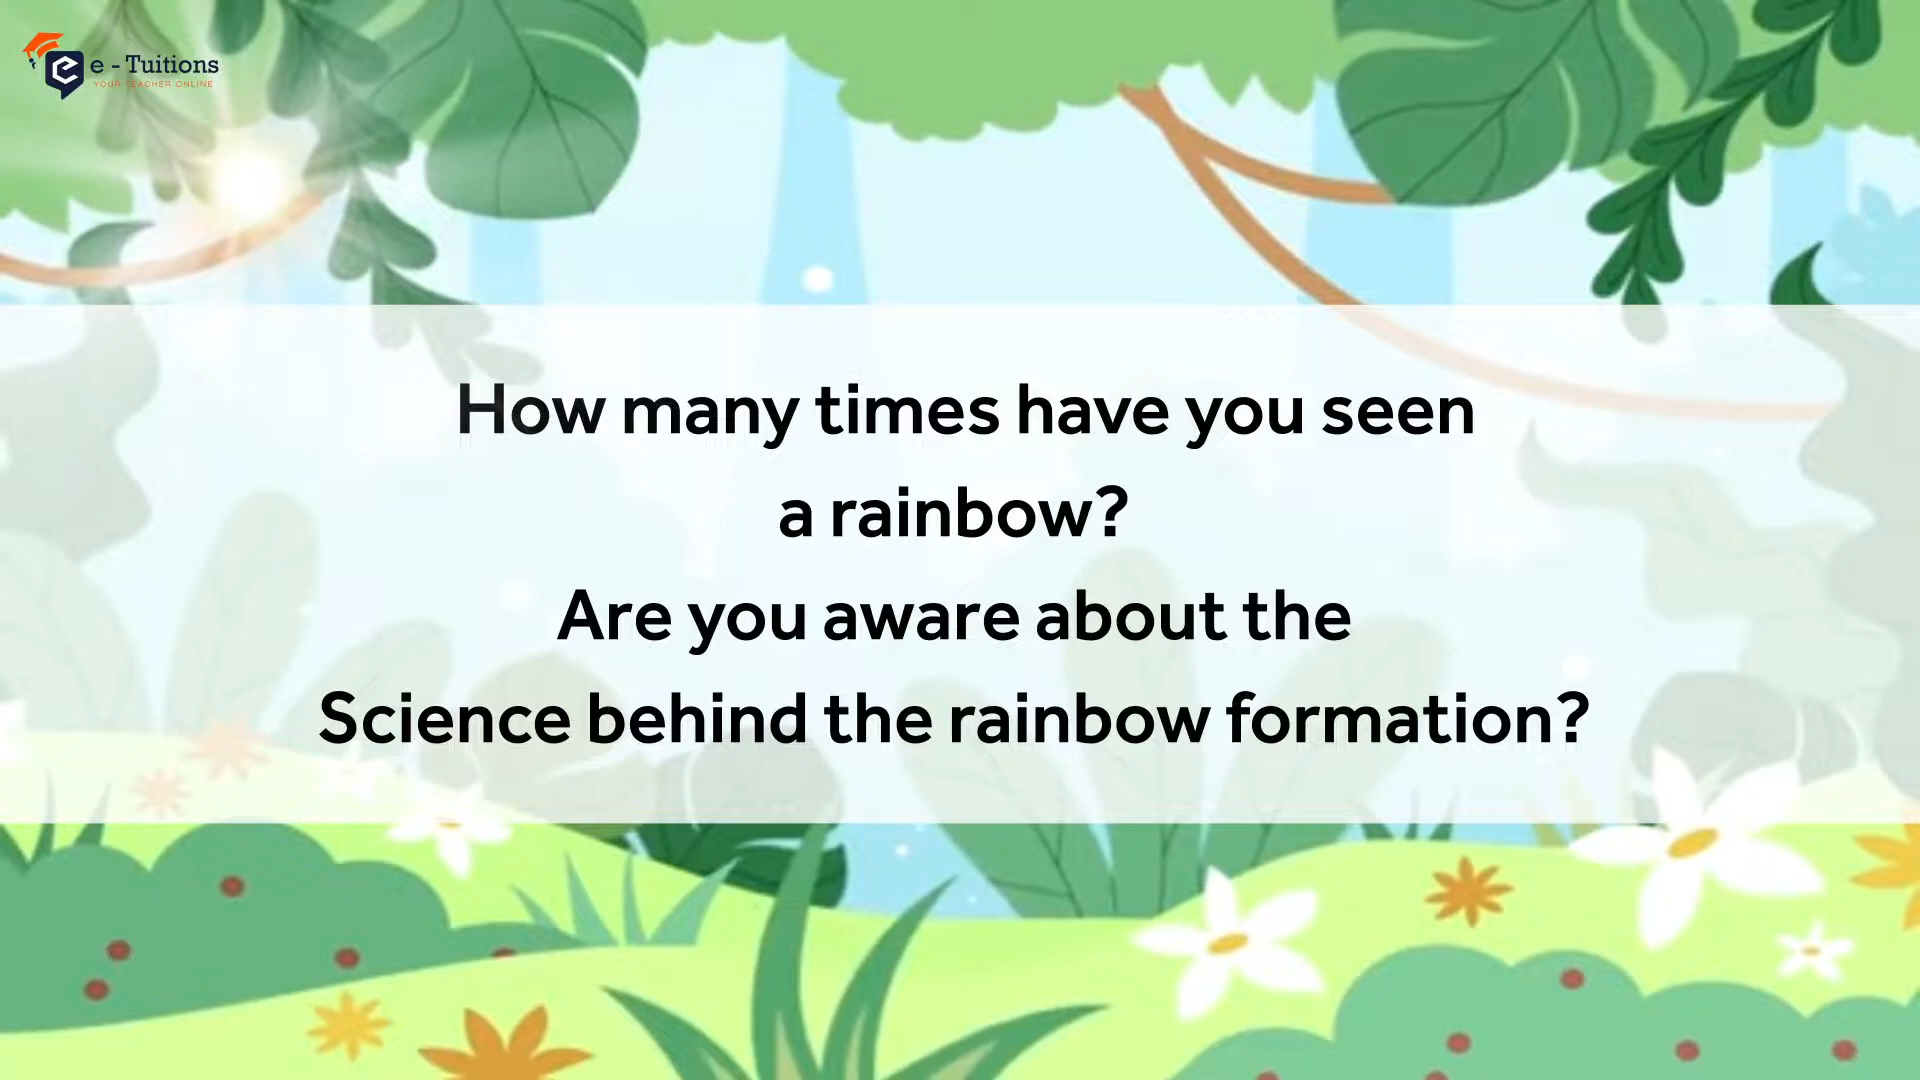 e - Tuitions
YOUR TEACHER ONLINE
How many times have you seen
a rainbow?
Are you aware about the
Science behind the rainbow formation?